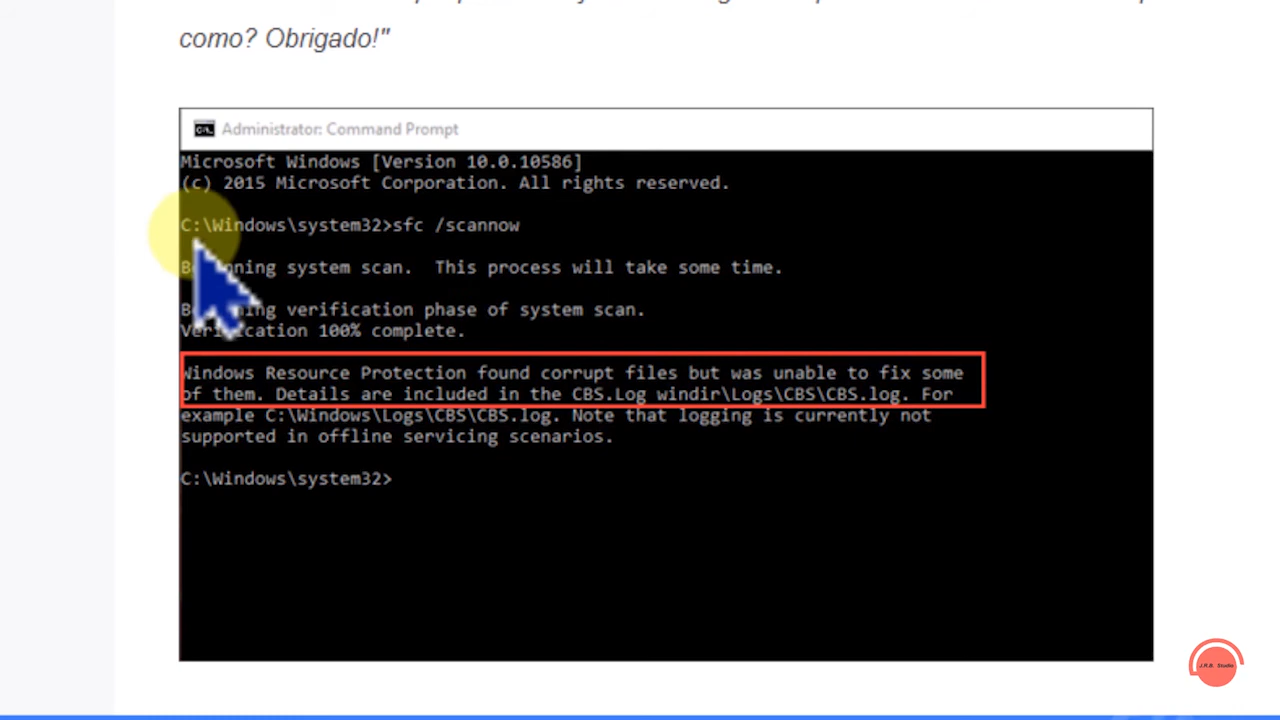 como? Obrigado!"
Administrator: Command Prompt
Microsoft Windows [Version 10.0.10586]
(c) 2015 Microsoft Corporation. All rights reserved.
C:\Windows\system32>sfc /scannow
system scan. This process will take some time.
verification phase of system scan.
100% complete.
Windows Resource Protection found corrupt files but was unable to fix some
of them. Details are included in the CBS.Log windir\Logs\CBS\CBS.log. For
example C:\Windows\Logs\CBS\CBS.log. Note that logging is currently not
supported in offline servicing scenarios.
C:\Windows\system32>
J.R.B. Studio